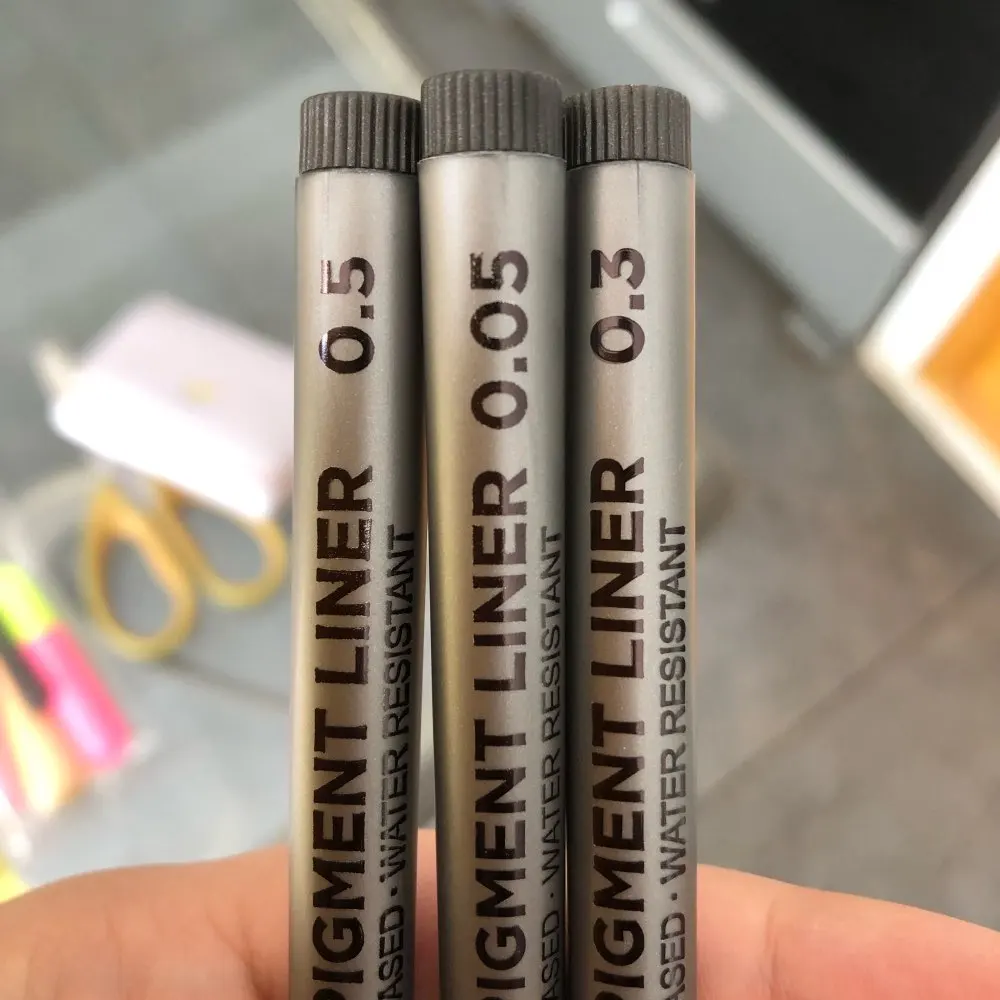 PIGMENT LINER 0.5
ASED · WATER RESISTANT
PIGMENT LINER 0.05
ASED · WATER RESISTANT
PIGMENT LINER 0.3
ASED · WATER RESISTANT